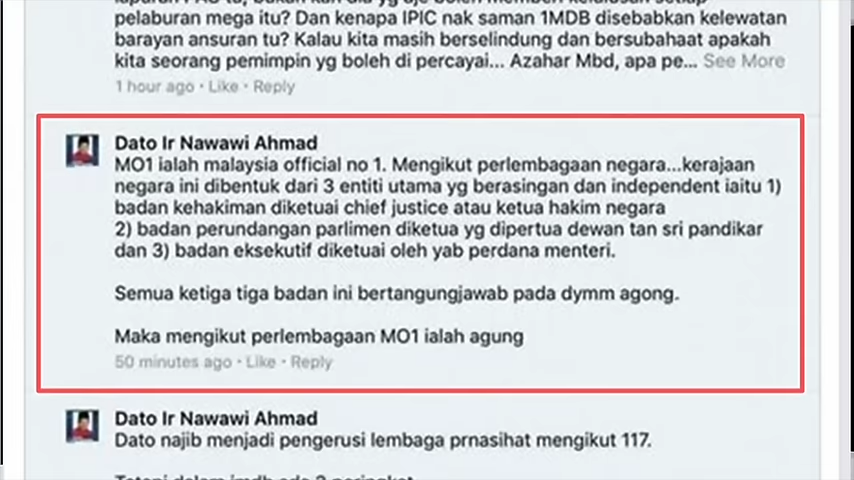 pelaburan mega itu? Dan kenapa IPIC nak saman 1MDB disebabkan kelewatan
barayan ansuran tu? Kalau kita masih berselindung dan bersubahaat apakah
kita seorang pemimpin yg boleh di percayai... Azahar Mbd, apa pe... See More
1 hour ago · Like · Reply
Dato Ir Nawawi Ahmad
MO1 ialah malaysia official no 1. Mengikut perlembagaan negara...kerajaan
negara ini dibentuk dari 3 entiti utama yg berasingan dan independent iaitu 1)
badan kehakiman diketuai chief justice atau ketua hakim negara
2) badan perundangan parlimen diketua yg dipertua dewan tan sri pandikar
dan 3) badan eksekutif diketuai oleh yab perdana menteri.
Semua ketiga tiga badan ini bertangungjawab pada dymm agong.
Maka mengikut perlembagaan MO1 ialah agung
50 minutes ago · Like · Reply
Dato Ir Nawawi Ahmad
Dato najib menjadi pengerusi lembaga prnasihat mengikut 117.